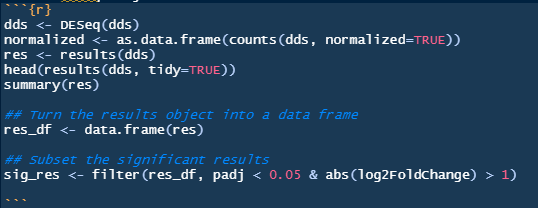 ```{r}
dds <- DESeq(dds)
normalized <- as.data.frame(counts(dds, normalized=TRUE))
res <- results(dds)
head(results(dds, tidy=TRUE))
summary(res)

## Turn the results object into a data frame
res_df <- data.frame(res)

## Subset the significant results
sig_res <- filter(res_df, padj < 0.05 & abs(log2FoldChange) > 1)

```